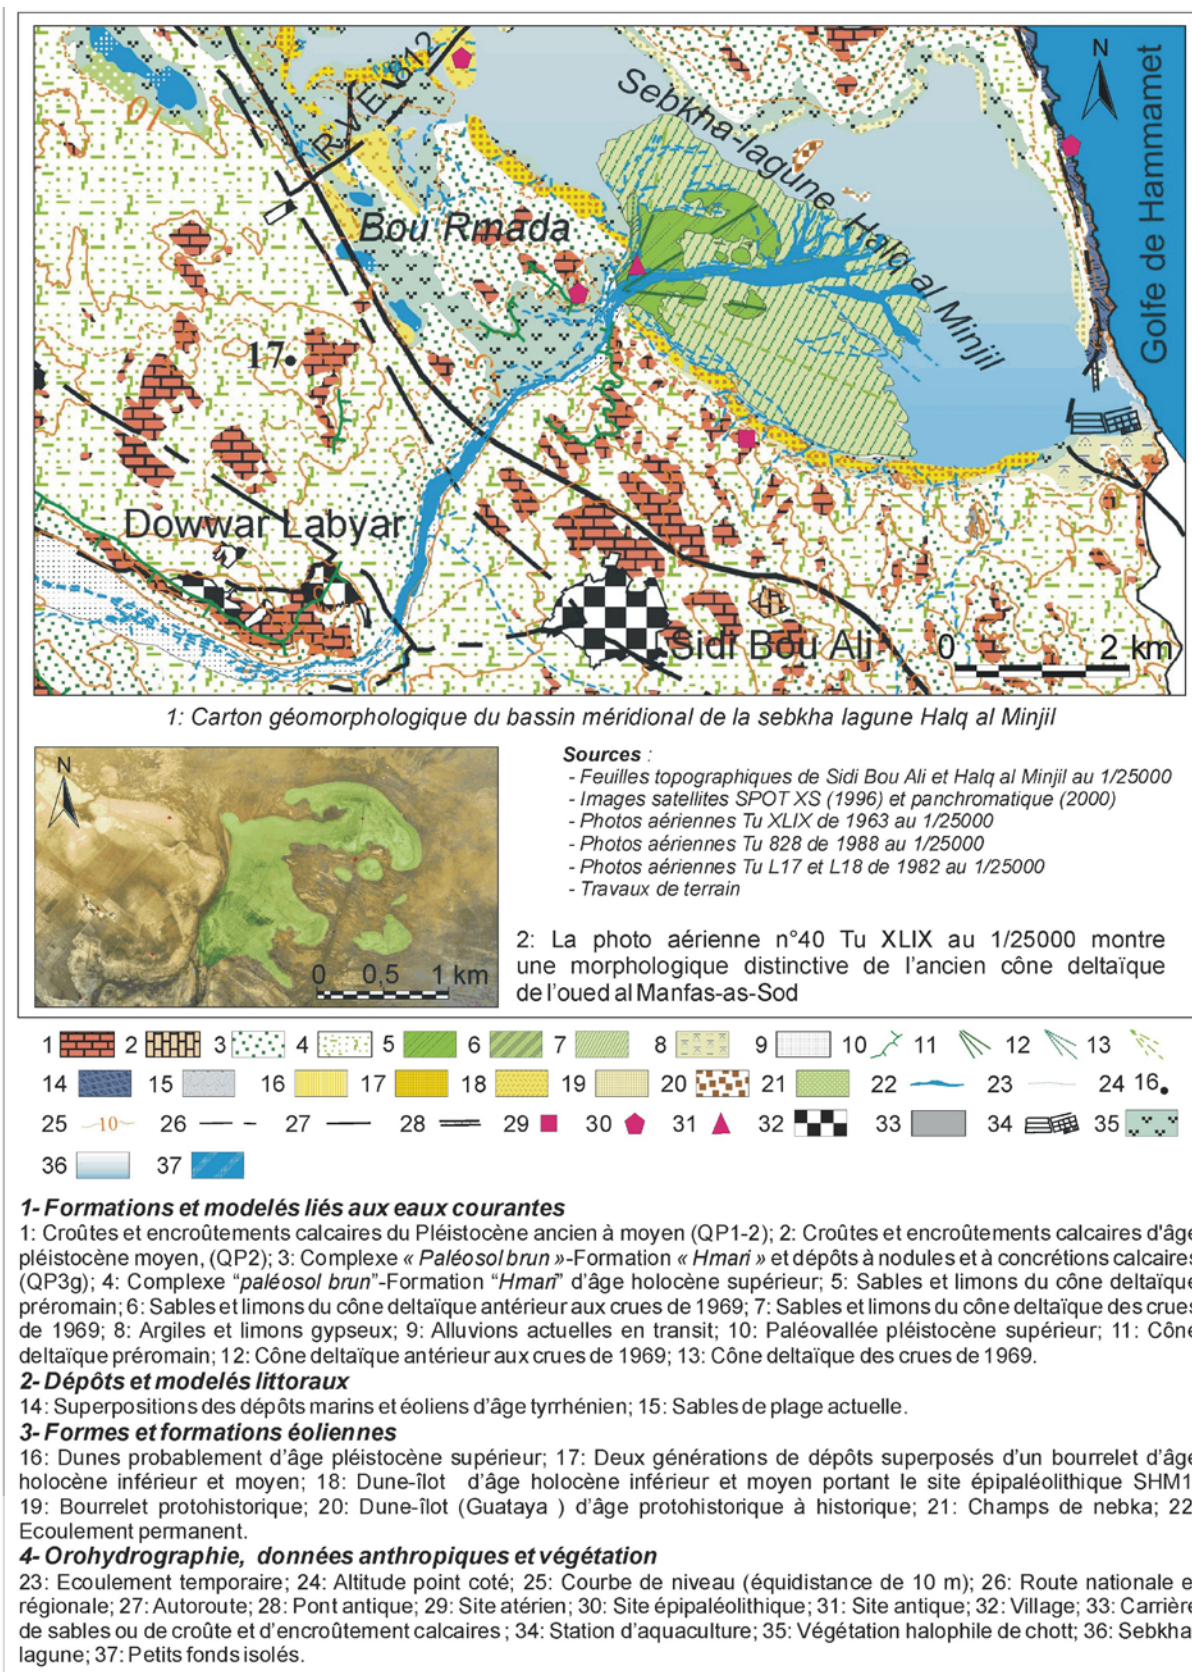 N
Golfe de Hammamet
Sebkha-lagune Halq al Minjil
5
10
R VE 812
Bou Rmada
17
Dowwar Labyar
Sidi Bou Ali
0 2 km
1: Carton géomorphologique du bassin méridional de la sebkha lagune Halq al Minjil
N
0 0,5 1 km
Sources :
- Feuilles topographiques de Sidi Bou Ali et Halq al Minjil au 1/25000
- Images satellites SPOT XS (1996) et panchromatique (2000)
- Photos aériennes Tu XLIX de 1963 au 1/25000
- Photos aériennes Tu 828 de 1988 au 1/25000
- Photos aériennes Tu L17 et L18 de 1982 au 1/25000
- Travaux de terrain
2: La photo aérienne n°40 Tu XLIX au 1/25000 montre
une morphologique distinctive de l'ancien cône deltaïque
de l'oued al Manfas-as-Sod
1 2 3 4 5 6 7 8 9 10 11 12 13
14 15 16 17 18 19 20 21 22 23 24 16
25 10 26 27 28 29 30 31 32 33 34 35
36 37
1- Formations et modelés liés aux eaux courantes
1: Croûtes et encroûtements calcaires du Pléistocène ancien à moyen (QP1-2); 2: Croûtes et encroûtements calcaires d'âge
pléistocène moyen, (QP2); 3: Complexe « Paléosol brun »-Formation « Hmari » et dépôts à nodules et à concrétions calcaires
(QP3g); 4: Complexe "paléosol brun"-Formation "Hmari" d'âge holocène supérieur; 5: Sables et limons du cône deltaïque
préromain; 6: Sables et limons du cône deltaïque antérieur aux crues de 1969; 7: Sables et limons du cône deltaïque des crues
de 1969; 8: Argiles et limons gypseux; 9: Alluvions actuelles en transit; 10: Paléovallée pléistocène supérieur; 11: Cône
deltaïque préromain; 12: Cône deltaïque antérieur aux crues de 1969; 13: Cône deltaïque des crues de 1969.
2- Dépôts et modelés littoraux
14: Superpositions des dépôts marins et éoliens d'âge tyrrhénien; 15: Sables de plage actuelle.
3- Formes et formations éoliennes
16: Dunes probablement d'âge pléistocène supérieur; 17: Deux générations de dépôts superposés d'un bourrelet d'âge
holocène inférieur et moyen; 18: Dune-îlot d'âge holocène inférieur et moyen portant le site épipaléolithique SHM1
19: Bourrelet protohistorique; 20: Dune-îlot (Guataya ) d'âge protohistorique à historique; 21: Champs de nebka; 22
Ecoulement permanent.
4- Orohydrographie, données anthropiques et végétation
23: Ecoulement temporaire; 24: Altitude point coté; 25: Courbe de niveau (équidistance de 10 m); 26: Route nationale e
régionale; 27: Autoroute; 28: Pont antique; 29: Site atérien; 30: Site épipaléolithique; 31: Site antique; 32: Village; 33: Carrière
de sables ou de croûte et d'encroûtement calcaires ; 34: Station d'aquaculture; 35: Végétation halophile de chott; 36: Sebkha
lagune; 37: Petits fonds isolés.